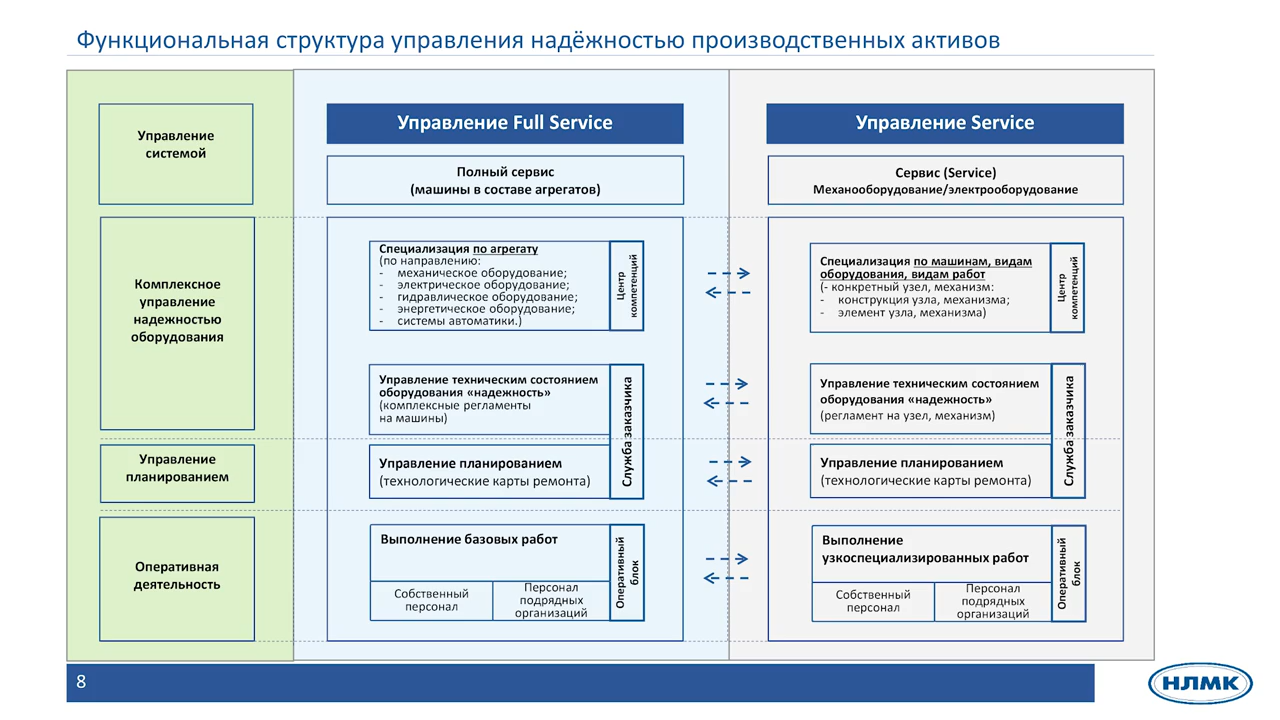 Функциональная структура управления надёжностью производственных активов
Управление
системой
Управление Full Service
Управление Service
Полный сервис
(машины в составе агрегатов)
Сервис (Service)
Механооборудование/электрооборудование
Комплексное
управление
надежностью
оборудования
Специализация по агрегату
(по направлению:
- механическое оборудование;
- электрическое оборудование;
- гидравлическое оборудование;
- энергетическое оборудование;
- системы автоматики.)
Центр
компетенций
Специализация по машинам, видам
оборудования, видам работ
(- конкретный узел, механизм:
- конструкция узла, механизма;
- элемент узла, механизма)
Центр
компетенций
Управление техническим состоянием
оборудования «надежность»
(комплексные регламенты
на машины)
Служба заказчика
Управление техническим состоянием
оборудования «надежность»
(регламент на узел, механизм)
Служба заказчика
Управление
планированием
Управление планированием
(технологические карты ремонта)
Управление планированием
(технологические карты ремонта)
Оперативная
деятельность
Выполнение базовых работ
Собственный
персонал
Персонал
подрядных
организаций
Оперативный
блок
Выполнение
узкоспециализированных работ
Собственный
персонал
Персонал
подрядных
организаций
Оперативный
блок
8
НЛМК